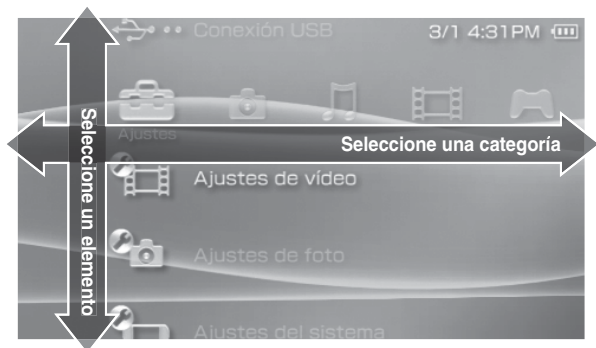 Conexión USB
3/1 4:31PM
Ajustes
Seleccione una categoría
Seleccione un elemento
Ajustes de vídeo
Ajustes de foto
Ajustes del sistema